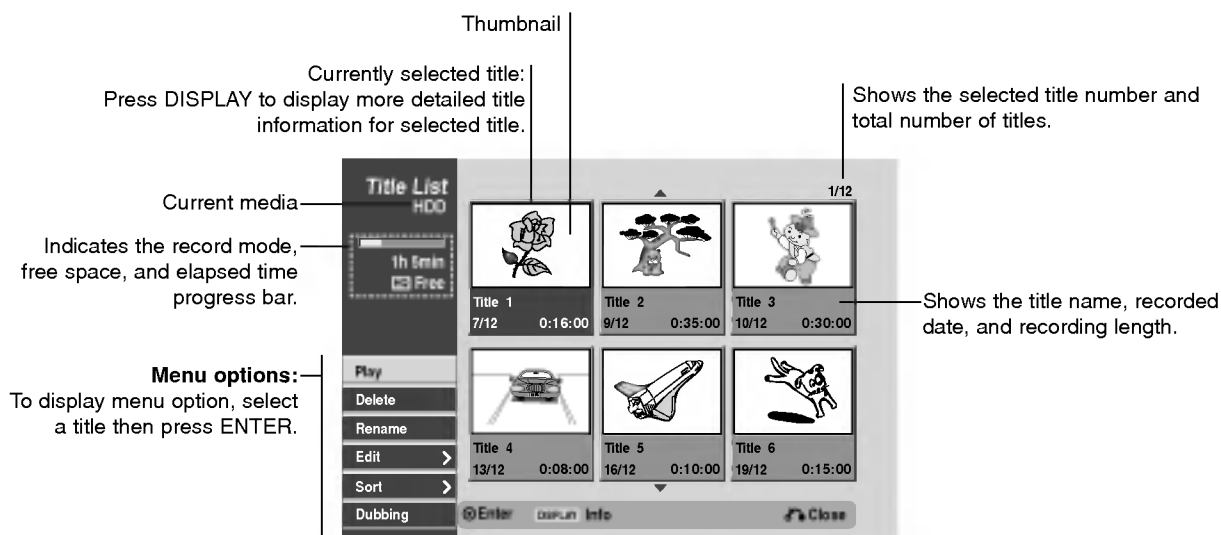 Thumbnail
Currently selected title:
Press DISPLAY to display more detailed title
information for selected title.
Shows the selected title number and
total number of titles.
Current media
Indicates the record mode,
free space, and elapsed time
progress bar.
Menu options:
To display menu option, select
a title then press ENTER.
Shows the title name, recorded
date, and recording length.
Title List
HDD
1h 5min
Free
Play
Delete
Rename
Edit
Sort
Dubbing
1/12
Title 1
7/12 0:16:00
Title 2
9/12 0:35:00
Title 3
10/12 0:30:00
Title 4
13/12 0:08:00
Title 5
16/12 0:10:00
Title 6
19/12 0:15:00
Enter DISPLAY Info Close